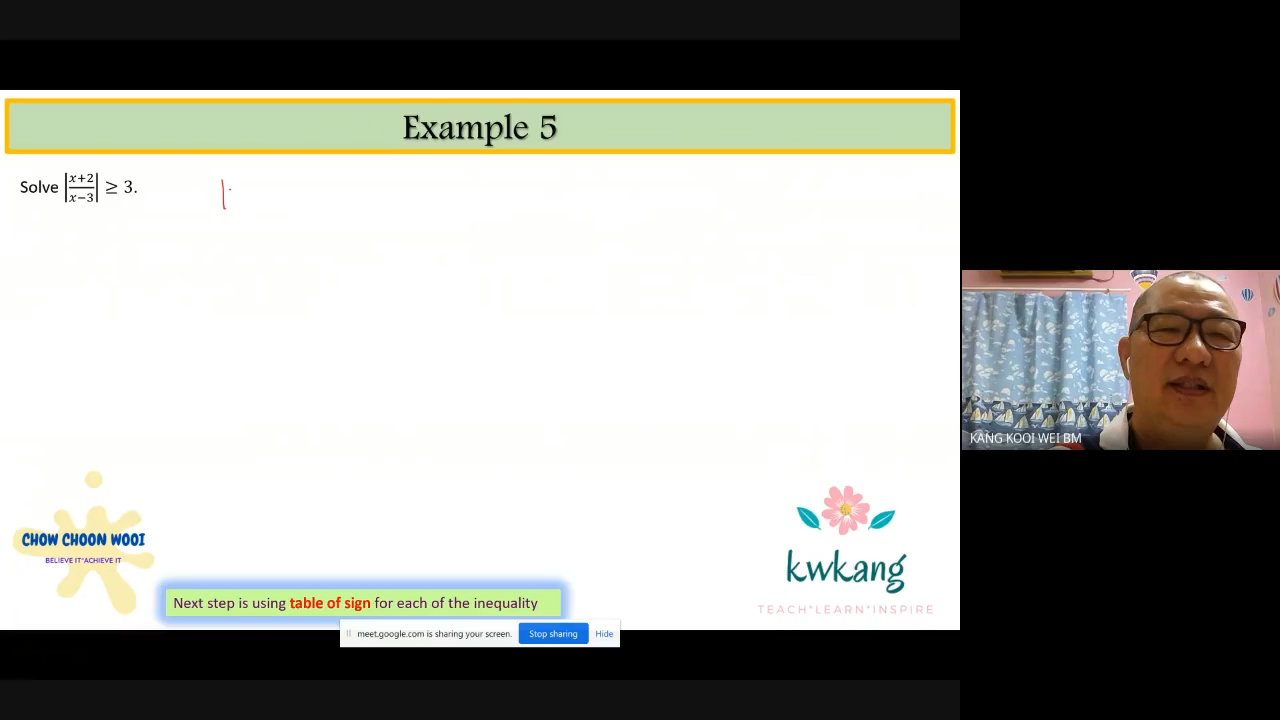 Example 5
Solve |x+2/x−3| ≥ 3.
KANG KOOI WEI BM
CHOW CHOON WOOI
BELIEVE IT*ACHIEVE IT
kwkang
TEACH*LEARN*INSPIRE
Next step is using table of sign for each of the inequality
meet.google.com is sharing your screen. Stop sharing Hide